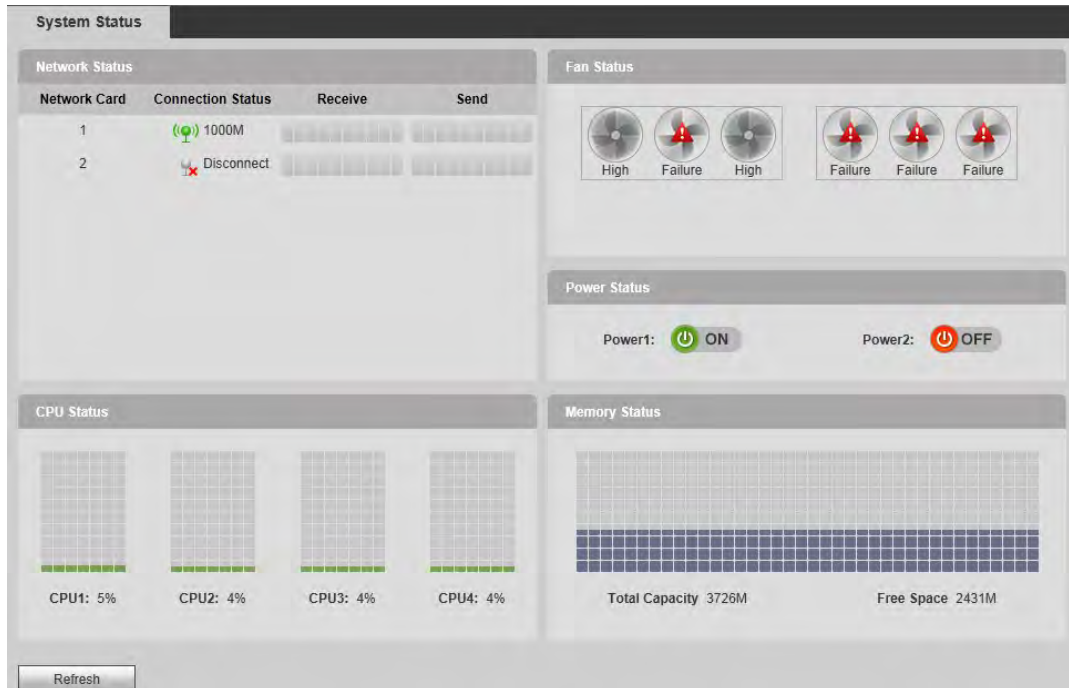 System Status
Network Status
Network Card Connection Status Receive Send
1 1000M
2 Disconnect
Fan Status
High Failure High Failure Failure Failure
Power Status
Power1: ON Power2: OFF
CPU Status
CPU1: 5% CPU2: 4% CPU3: 4% CPU4: 4%
Memory Status
Total Capacity 3726M Free Space 2431M
Refresh